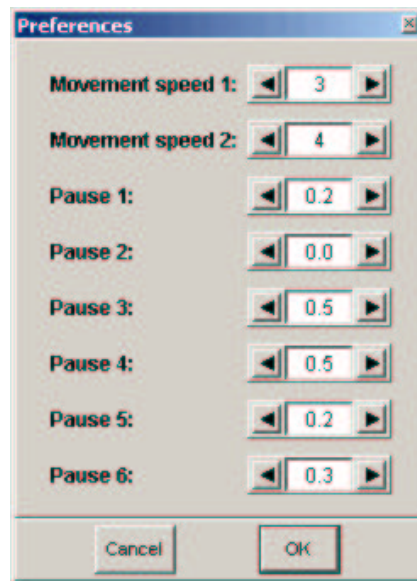 Preferences
Movement speed 1: 3
Movement speed 2: 4
Pause 1: 0.2
Pause 2: 0.0
Pause 3: 0.5
Pause 4: 0.5
Pause 5: 0.2
Pause 6: 0.3
Cancel OK